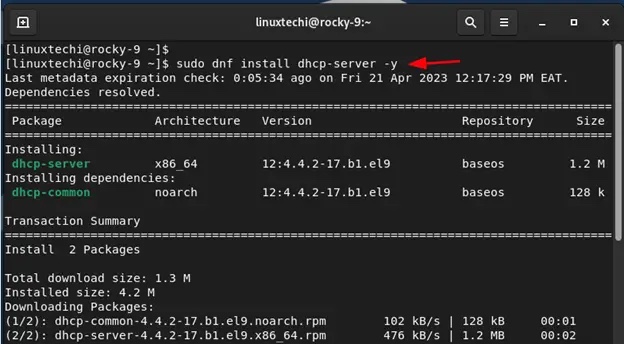 linuxtechi@rocky-9:~
[linuxtechi@rocky-9 ~]$
[linuxtechi@rocky-9 ~]$ sudo dnf install dhcp-server -y
Last metadata expiration check: 0:05:34 ago on Fri 21 Apr 2023 12:17:29 PM EAT.
Dependencies resolved.
================================================================================
Package Architecture Version Repository Size
================================================================================
Installing:
dhcp-server x86_64 12:4.4.2-17.b1.el9 baseos 1.2 M
Installing dependencies:
dhcp-common noarch 12:4.4.2-17.b1.el9 baseos 128 k
Transaction Summary
================================================================================
Install 2 Packages
Total download size: 1.3 M
Installed size: 4.2 M
Downloading Packages:
(1/2): dhcp-common-4.4.2-17.b1.el9.noarch.rpm 102 kB/s | 128 kB 00:01
(2/2): dhcp-server-4.4.2-17.b1.el9.x86_64.rpm 476 kB/s | 1.2 MB 00:02